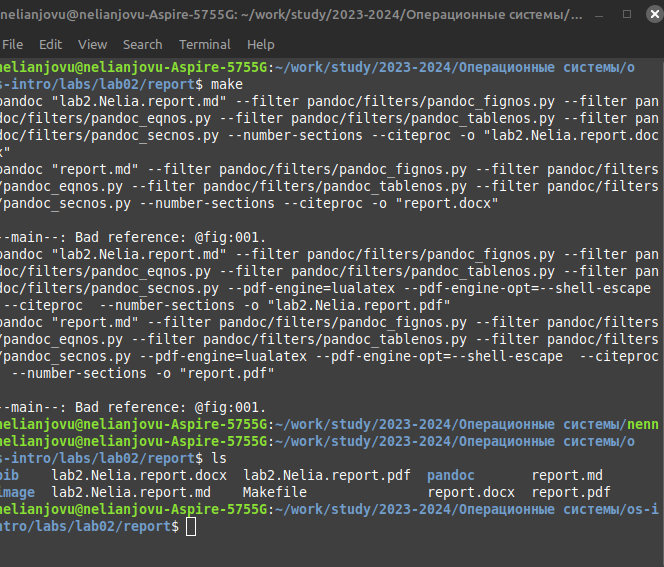 nelianjovu@nelianjovu-Aspire-5755G: ~/work/study/2023-2024/Операционные системы/...
File Edit View Search Terminal Help
nelianjovu@nelianjovu-Aspire-5755G:~/work/study/2023-2024/Операционные системы/o
s-intro/labs/lab02/report$ make
pandoc "lab2.Nelia.report.md" --filter pandoc/filters/pandoc_fignos.py --filter pan
doc/filters/pandoc_eqnos.py --filter pandoc/filters/pandoc_tablenos.py --filter pan
doc/filters/pandoc_secnos.py --number-sections --citeproc -o "lab2.Nelia.report.doc
x"
pandoc "report.md" --filter pandoc/filters/pandoc_fignos.py --filter pandoc/filters
/pandoc_eqnos.py --filter pandoc/filters/pandoc_tablenos.py --filter pandoc/filters
/pandoc_secnos.py --number-sections --citeproc -o "report.docx"
--main--: Bad reference: @fig:001.
pandoc "lab2.Nelia.report.md" --filter pandoc/filters/pandoc_fignos.py --filter pan
doc/filters/pandoc_eqnos.py --filter pandoc/filters/pandoc_tablenos.py --filter pan
doc/filters/pandoc_secnos.py --pdf-engine=lualatex --pdf-engine-opt=--shell-escape
--citeproc --number-sections -o "lab2.Nelia.report.pdf"
pandoc "report.md" --filter pandoc/filters/pandoc_fignos.py --filter pandoc/filters
/pandoc_eqnos.py --filter pandoc/filters/pandoc_tablenos.py --filter pandoc/filters
/pandoc_secnos.py --pdf-engine=lualatex --pdf-engine-opt=--shell-escape --citeproc
--number-sections -o "report.pdf"
--main--: Bad reference: @fig:001.
nelianjovu@nelianjovu-Aspire-5755G:~/work/study/2023-2024/Операционные системы/nenn
nelianjovu@nelianjovu-Aspire-5755G:~/work/study/2023-2024/Операционные системы/o
s-intro/labs/lab02/report$ ls
bib lab2.Nelia.report.docx lab2.Nelia.report.pdf pandoc report.md
image lab2.Nelia.report.md Makefile report.docx report.pdf
nelianjovu@nelianjovu-Aspire-5755G:~/work/study/2023-2024/Операционные системы/os-i
ntro/labs/lab02/report$